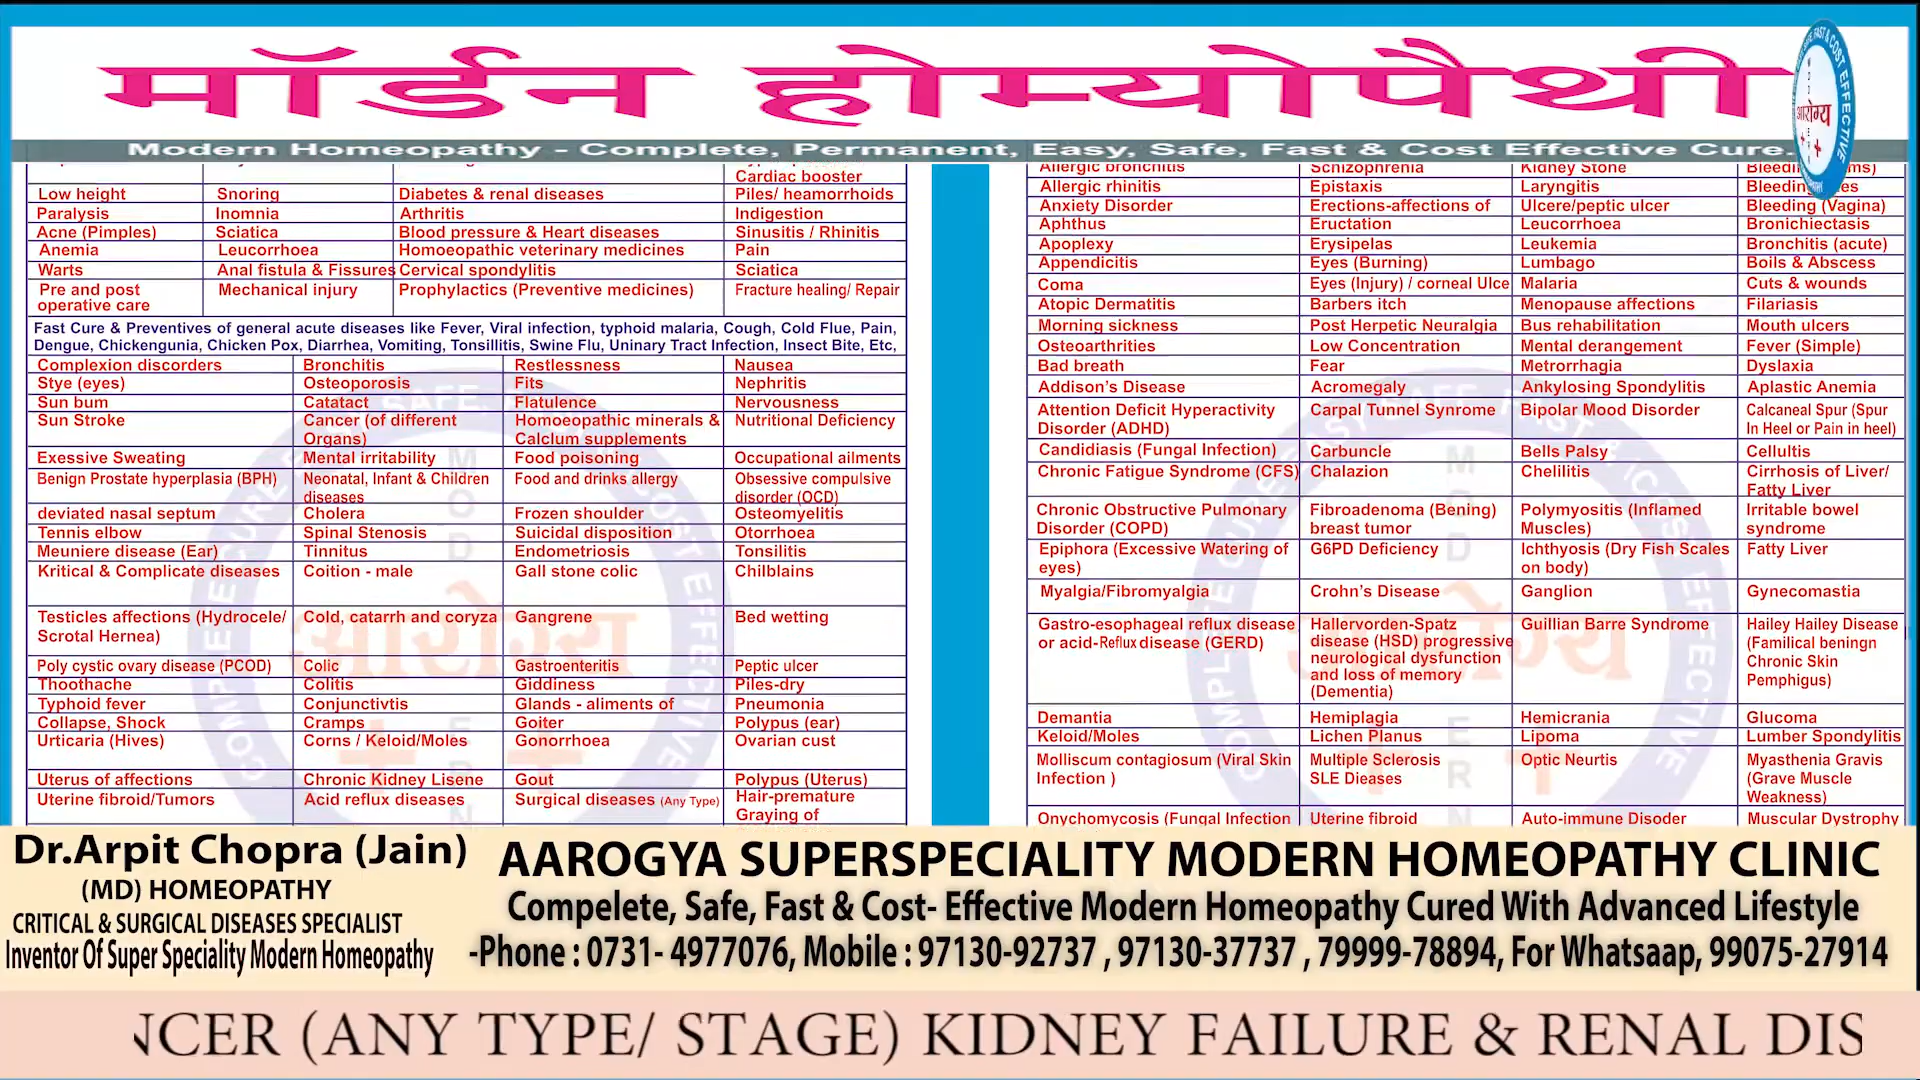 मॉर्डन होम्योपैथी
Modern Homeopathy - Complete, Permanent, Easy, Safe, Fast & Cost Effective Cure.
आरोग्य
Cardiac booster
Low height Snoring Diabetes & renal diseases Piles/ heamorrhoids
Paralysis Inomnia Arthritis Indigestion
Acne (Pimples) Sciatica Blood pressure & Heart diseases Sinusitis / Rhinitis
Anemia Leucorrhoea Homoeopathic veterinary medicines Pain
Warts Anal fistula & Fissures Cervical spondylitis Sciatica
Pre and post Mechanical injury Prophylactics (Preventive medicines) Fracture healing/ Repair
operative care
Fast Cure & Preventives of general acute diseases like Fever, Viral infection, typhoid malaria, Cough, Cold Flue, Pain,
Dengue, Chickengunia, Chicken Pox, Diarrhea, Vomiting, Tonsillitis, Swine Flu, Uninary Tract Infection, Insect Bite, Etc,
Complexion discorders Bronchitis Restlessness Nausea
Stye (eyes) Osteoporosis Fits Nephritis
Sun bum Catatact Flatulence Nervousness
Sun Stroke Cancer (of different Homoeopathic minerals & Nutritional Deficiency
Organs) Calclum supplements
Exessive Sweating Mental irritability Food poisoning Occupational ailments
Benign Prostate hyperplasia (BPH) Neonatal, Infant & Children Food and drinks allergy Obsessive compulsive
diseases disorder (OCD)
deviated nasal septum Cholera Frozen shoulder Osteomyelitis
Tennis elbow Spinal Stenosis Suicidal disposition Otorrhoea
Meuniere disease (Ear) Tinnitus Endometriosis Tonsilitis
Kritical & Complicate diseases Coition - male Gall stone colic Chilblains
Testicles affections (Hydrocele/ Cold, catarrh and coryza Gangrene Bed wetting
Scrotal Hernea)
Poly cystic ovary disease (PCOD) Colic Gastroenteritis Peptic ulcer
Thoothache Colitis Giddiness Piles-dry
Typhoid fever Conjunctivtis Glands - aliments of Pneumonia
Collapse, Shock Cramps Goiter Polypus (ear)
Urticaria (Hives) Corns / Keloid/Moles Gonorrhoea Ovarian cust
Uterus of affections Chronic Kidney Lisene Gout Polypus (Uterus)
Uterine fibroid/Tumors Acid reflux diseases Surgical diseases (Any Type) Hair-premature
Graying of
Allergic bronchitis Schizophrenia Kidney Stone
Allergic rhinitis Epistaxis Laryngitis
Anxiety Disorder Erections-affections of Ulcere/peptic ulcer Bleeding (Vagina)
Aphthus Eructation Leucorrhoea Bronichiectasis
Apoplexy Erysipelas Leukemia Bronchitis (acute)
Appendicitis Eyes (Burning) Lumbago Boils & Abscess
Coma Eyes (Injury) / corneal Ulce Malaria Cuts & wounds
Atopic Dermatitis Barbers itch Menopause affections Filariasis
Morning sickness Post Herpetic Neuralgia Bus rehabilitation Mouth ulcers
Osteoarthrities Low Concentration Mental derangement Fever (Simple)
Bad breath Fear Metrorrhagia Dyslaxia
Addison's Disease Acromegaly Ankylosing Spondylitis Aplastic Anemia
Attention Deficit Hyperactivity Carpal Tunnel Synrome Bipolar Mood Disorder Calcaneal Spur (Spur
Disorder (ADHD) In Heel or Pain in heel)
Candidiasis (Fungal Infection) Carbuncle Bells Palsy Cellultis
Chronic Fatigue Syndrome (CFS) Chalazion Chelilitis Cirrhosis of Liver/
Fatty Liver
Chronic Obstructive Pulmonary Fibroadenoma (Bening) Polymyositis (Inflamed Irritable bowel
Disorder (COPD) breast tumor Muscles) syndrome
Epiphora (Excessive Watering of G6PD Deficiency Ichthyosis (Dry Fish Scales Fatty Liver
eyes) on body)
Myalgia/Fibromyalgia Crohn's Disease Ganglion Gynecomastia
Gastro-esophageal reflux disease Hallervorden-Spatz Guillian Barre Syndrome Hailey Hailey Disease
or acid-Reflux disease (GERD) disease (HSD) progressive (Familical beningn
neurological dysfunction Chronic Skin
and loss of memory Pemphigus)
(Dementia)
Demantia Hemiplagia Hemicrania Glucoma
Keloid/Moles Lichen Planus Lipoma Lumber Spondylitis
Molliscum contagiosum (Viral Skin Multiple Sclerosis Optic Neurtis Myasthenia Gravis
Infection ) SLE Dieases (Grave Muscle
Weakness)
Onychomycosis (Fungal Infection Uterine fibroid Auto-immune Disoder Muscular Dystrophy
Dr.Arpit Chopra (Jain)
(MD) HOMEOPATHY
CRITICAL & SURGICAL DISEASES SPECIALIST
Inventor Of Super Speciality Modern Homeopathy
AAROGYA SUPERSPECIALITY MODERN HOMEOPATHY CLINIC
Compelete, Safe, Fast & Cost- Effective Modern Homeopathy Cured With Advanced Lifestyle
-Phone : 0731- 4977076, Mobile : 97130-92737 , 97130-37737 , 79999-78894, For Whatsaap, 99075-27914
NCER (ANY TYPE/ STAGE) KIDNEY FAILURE & RENAL DIS